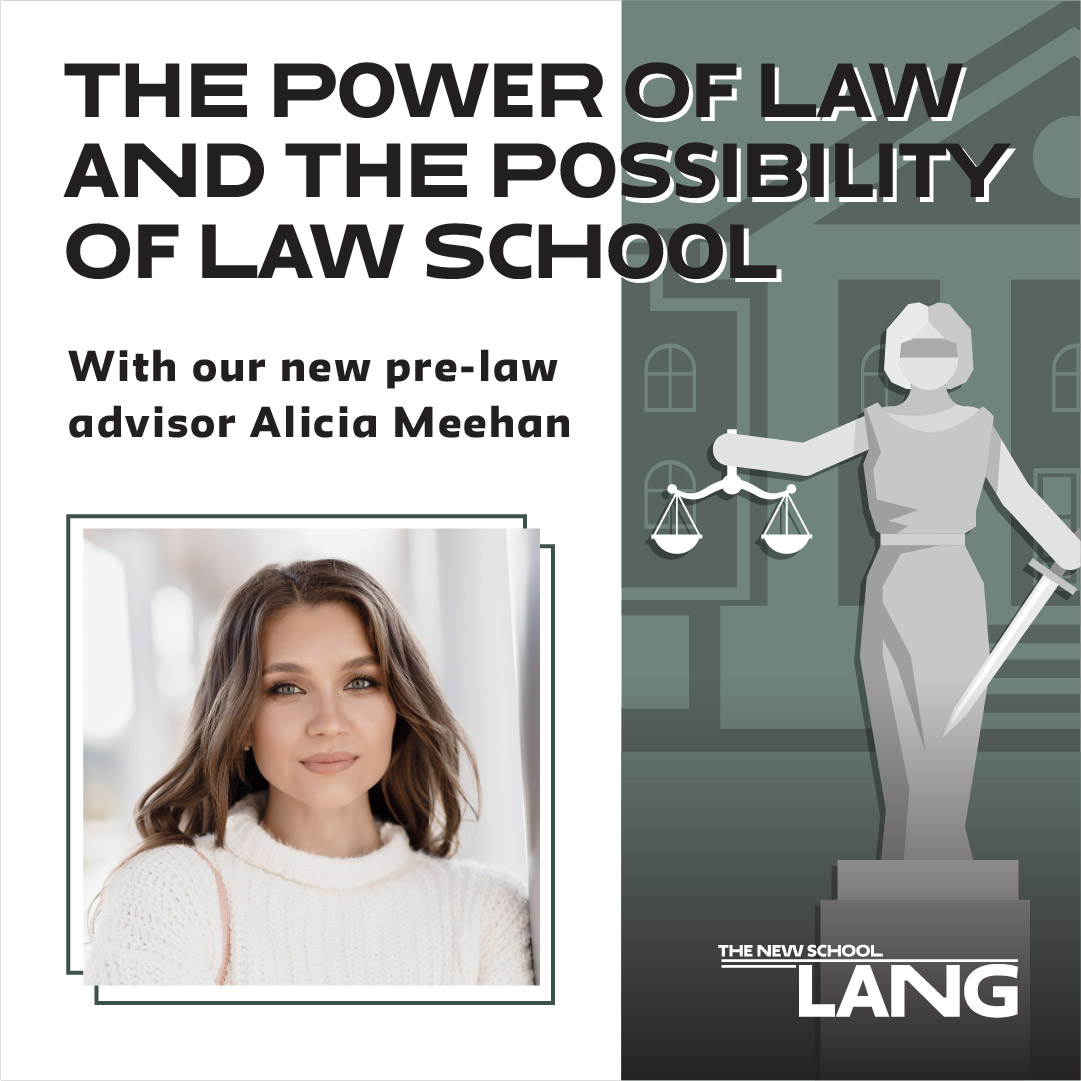 THE POWER OF LAW
AND THE POSSIBILITY
OF LAW SCHOOL
With our new pre-law
advisor Alicia Meehan
THE NEW SCHOOL
LANG